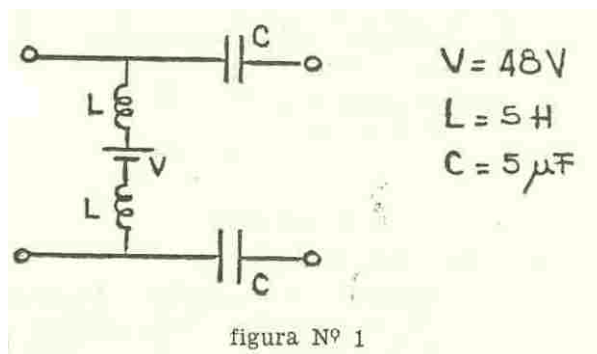 C
L
V
L
C
V = 48V
L = 5 H
C = 5 μF
figura Nº 1